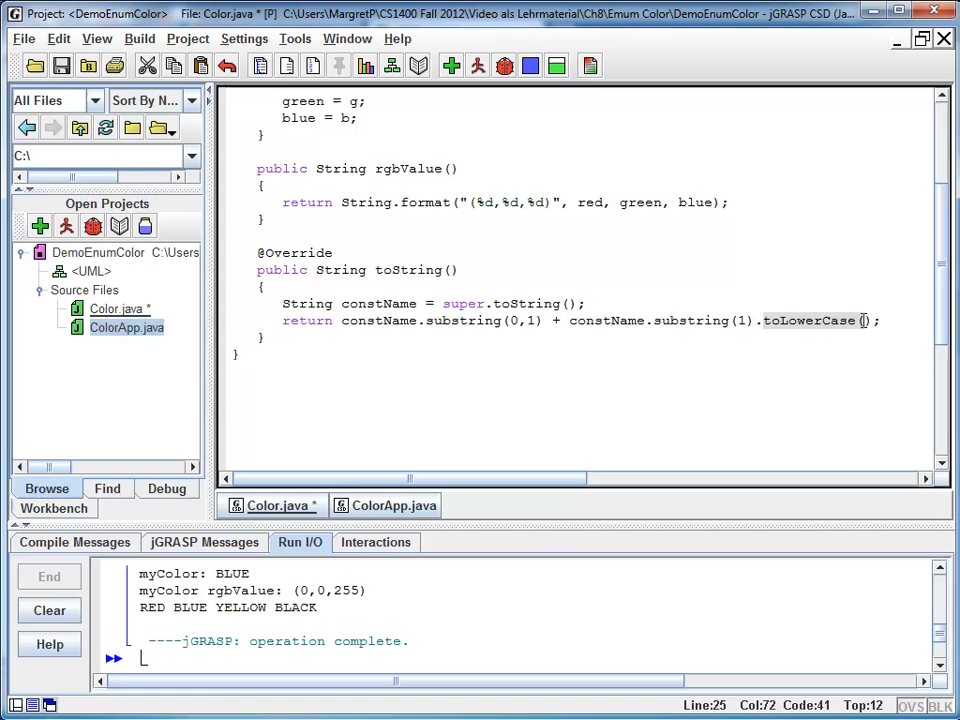 Project: <DemoEnumColor>   File: Color.java * [P]  C:\Users\MargretP\CS1400 Fall 2012\Video als Lehrmaterial\Ch8\Emum Color\DemoEnumColor - jGRASP CSD (Ja
File Edit View Build Project Settings Tools Window Help
All Files Sort By N...
C:\
Open Projects
DemoEnumColor C:\Users
<UML>
Source Files
Color.java *
ColorApp.java
Browse Find Debug
Workbench
green = g;
blue = b;
}
public String rgbValue()
{
return String.format("(%d,%d,%d)", red, green, blue);
}
@Override
public String toString()
{
String constName = super.toString();
return constName.substring(0,1) + constName.substring(1).toLowerCase();
}
}
Color.java * ColorApp.java
Compile Messages jGRASP Messages Run I/O Interactions
End
Clear
Help
myColor: BLUE
myColor rgbValue: (0,0,255)
RED BLUE YELLOW BLACK
----jGRASP: operation complete.
Line:25 Col:72 Code:41 Top:12 OVS BLK